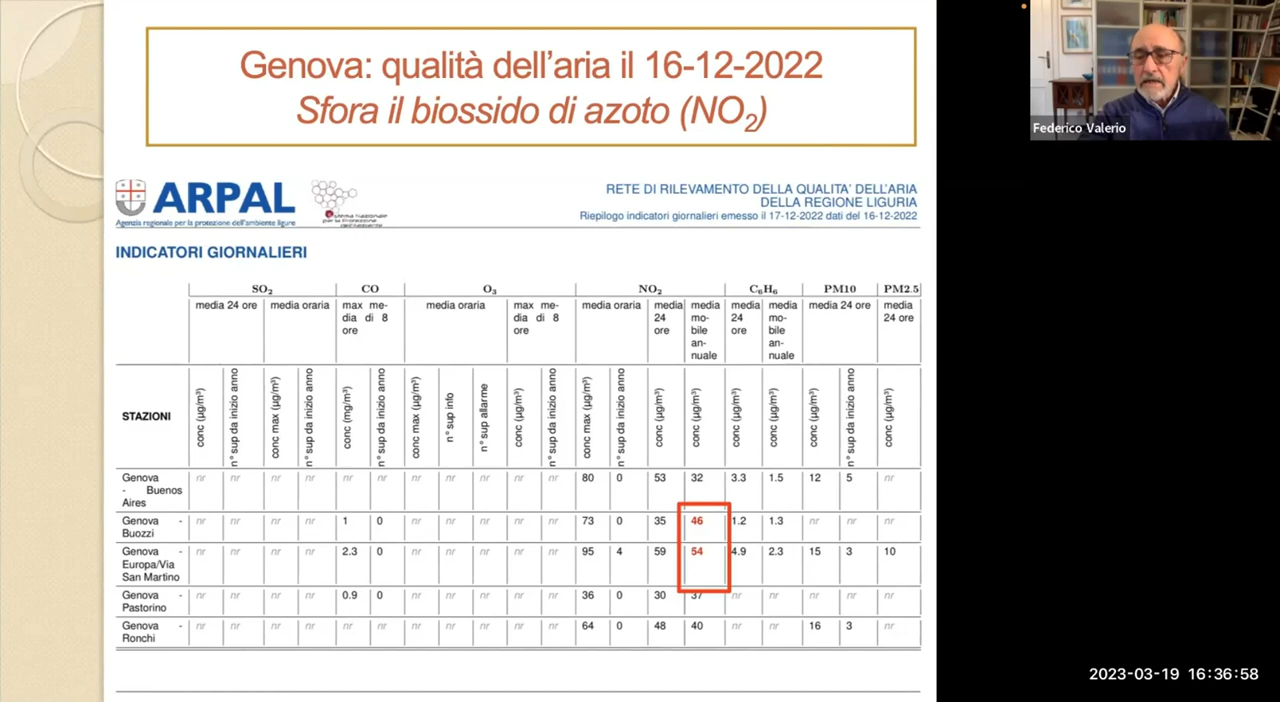 Genova: qualità dell'aria il 16-12-2022
Sfora il biossido di azoto (NO₂)
ARPAL
Agenzia regionale per la protezione dell'ambiente ligure
RETE DI RILEVAMENTO DELLA QUALITA' DELL'ARIA
DELLA REGIONE LIGURIA
Riepilogo indicatori giornalieri emesso il 17-12-2022 dati del 16-12-2022
INDICATORI GIORNALIERI
SO₂ CO O₃ NO₂ C₆H₆ PM10 PM2.5
media 24 ore media oraria max me- media oraria max me- media oraria media media media media media 24 ore media
dia di 8 dia di 8 24 mo- 24 mo- 24 ore
ore ore ore bile ore bile
an- an-
nuale nuale
STAZIONI conc (µg/m³) n° sup da inizio anno conc max (µg/m³) n° sup da inizio anno conc (mg/m³) n° sup da inizio anno conc max (µg/m³) n° sup info n° sup allarme conc (µg/m³) n° sup da inizio anno conc max (µg/m³) n° sup da inizio anno conc (µg/m³) conc (µg/m³) conc (µg/m³) conc (µg/m³) conc (µg/m³) n° sup da inizio anno conc (µg/m³)
Genova nr nr nr nr nr nr nr nr nr nr nr 80 0 53 32 3.3 1.5 12 5 nr
- Buenos
Aires
Genova - nr nr nr nr 1 0 nr nr nr nr nr 73 0 35 46 1.2 1.3 nr nr nr
Buozzi
Genova - nr nr nr nr 2.3 0 nr nr nr nr nr 95 4 59 54 4.9 2.3 15 3 10
Europa/Via
San Martino
Genova - nr nr nr nr 0.9 0 nr nr nr nr nr 36 0 30 37 nr nr nr nr nr
Pastorino
Genova - nr nr nr nr nr nr nr nr nr nr nr 64 0 48 40 nr nr 16 3 nr
Ronchi
Federico Valerio
2023-03-19 16:36:58